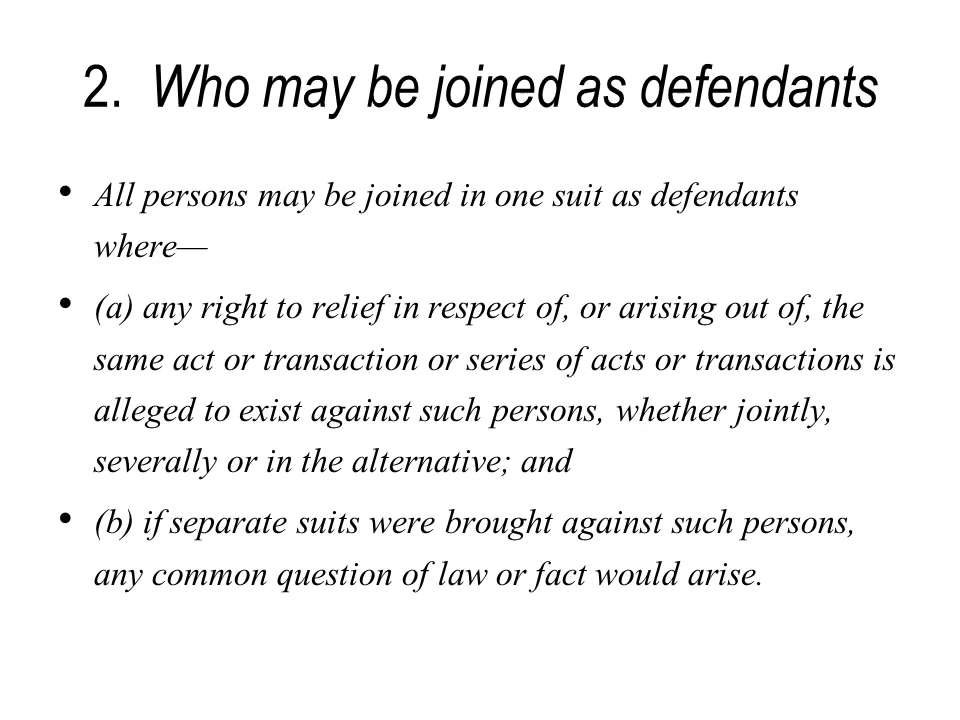 2. Who may be joined as defendants
• All persons may be joined in one suit as defendants
where—
• (a) any right to relief in respect of, or arising out of, the
same act or transaction or series of acts or transactions is
alleged to exist against such persons, whether jointly,
severally or in the alternative; and
• (b) if separate suits were brought against such persons,
any common question of law or fact would arise.